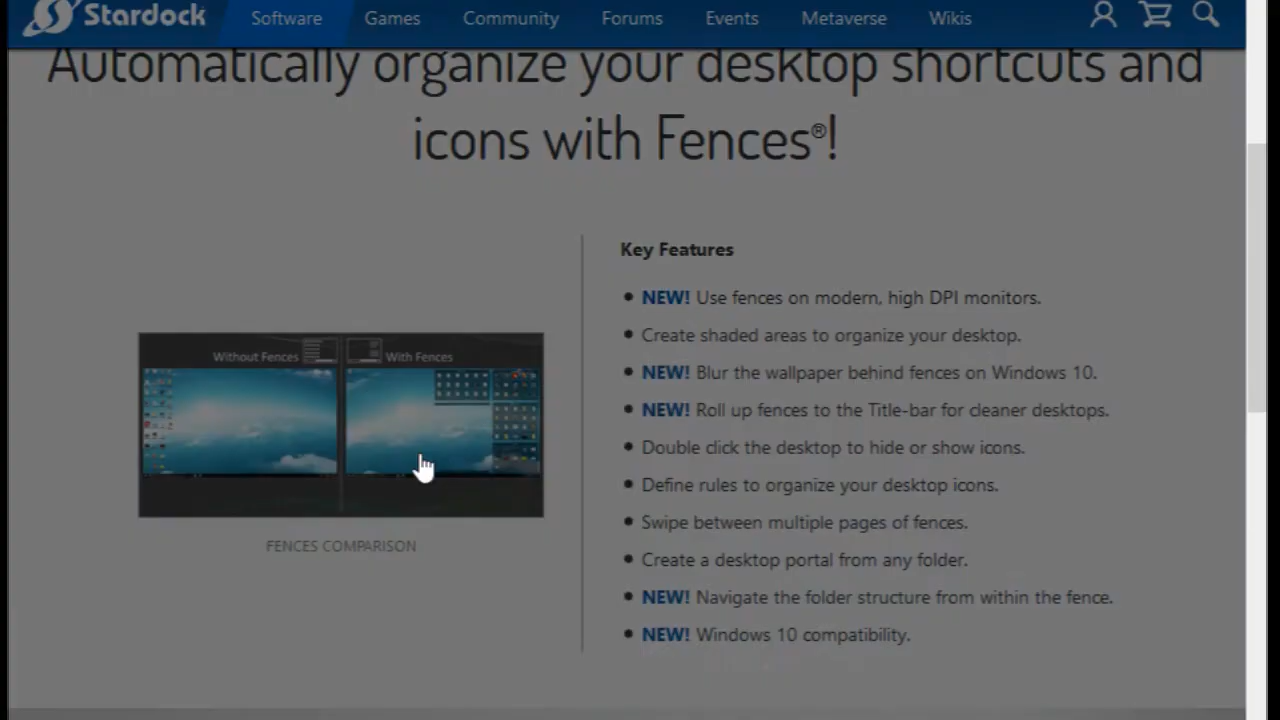 Stardock
Software Games Community Forums Events Metaverse Wikis
Automatically organize your desktop shortcuts and
icons with Fences®!
Key Features
NEW! Use fences on modern, high DPI monitors.
Create shaded areas to organize your desktop.
NEW! Blur the wallpaper behind fences on Windows 10.
NEW! Roll up fences to the Title-bar for cleaner desktops.
Double click the desktop to hide or show icons.
Define rules to organize your desktop icons.
Swipe between multiple pages of fences.
Create a desktop portal from any folder.
NEW! Navigate the folder structure from within the fence.
NEW! Windows 10 compatibility.
Without Fences With Fences
FENCES COMPARISON